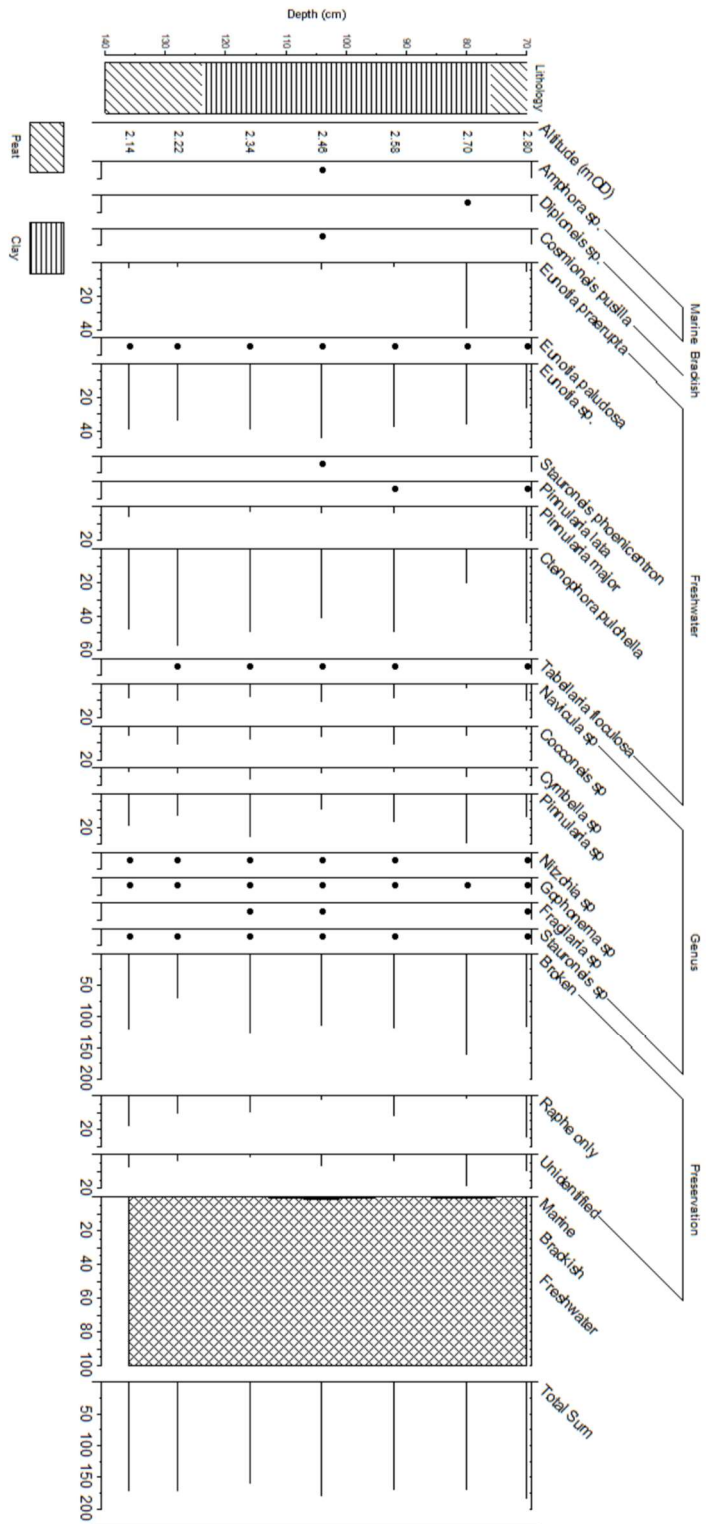 Depth (cm)
140 130 120 110 100 90 80 70
Lithology
Altitude (mOD)
2.14 2.22 2.34 2.46 2.58 2.70 2.80
Amphora sp.
Diploneis sp.
Cosmioneis pusilla
Eunotia praerupta
20 40
Eunotia paludosa
Eunotia sp.
20 40
Stauroneis phoenicentron
Pinnularia lata
Pinnularia major
20
Ctenophora pulchella
20 40 60
Tabellaria flocculosa
Navicula sp
20
Cocconeis sp
20
Cymbella sp
Pinnularia sp
20
Nitzchia sp
Gophonema sp
Fragilaria sp
Stauroneis sp
Broken
50 100 150 200
Raphe only
20
Unidentified
20
Marine
Brackish
Freshwater
20 40 60 80 100
Total Sum
50 100 150 200
Marine
Brackish
Freshwater
Genus
Preservation
Peat
Clay